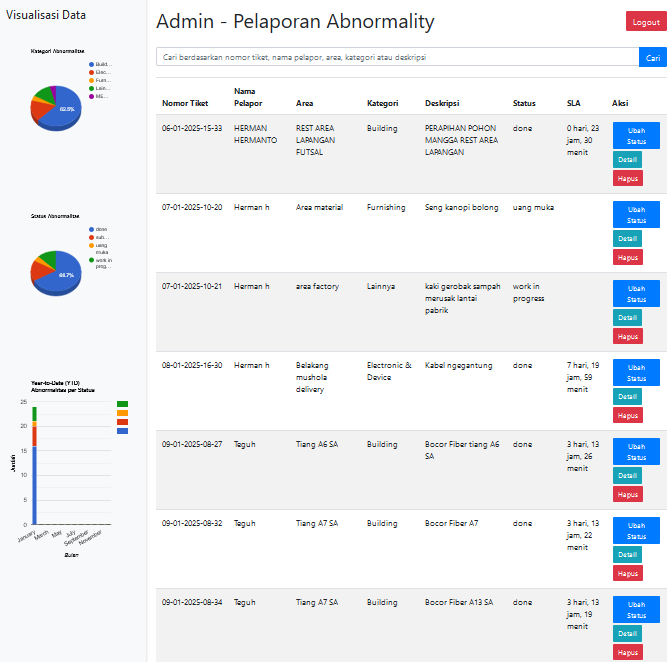 Visualisasi Data
Kategori Abnormalitas
Build...
Elec...
Furn...
Lain...
ME...
62.5%
Status Abnormalitas
done
sub...
uang
muka
work in
prog...
66.7%
Year-to-Date (YTD)
Abnormalitas per Status
25
20
15
10
5
0
Jumlah
January
March
May
July
September
November
Bulan
Admin - Pelaporan Abnormality
Logout
Cari berdasarkan nomor tiket, nama pelapor, area, kategori atau deskripsi
Cari
Nomor Tiket Nama Pelapor Area Kategori Deskripsi Status SLA Aksi
06-01-2025-15-33 HERMAN REST AREA Building PERAPIHAN POHON done 0 hari, 23 Ubah
HERMANTO LAPANGAN MANGGA REST AREA jam, 30 Status
FUTSAL LAPANGAN menit Detail
Hapus
07-01-2025-10-20 Herman h Area material Furnishing Seng kanopi bolong uang muka Ubah
Status
Detail
Hapus
07-01-2025-10-21 Herman h area factory Lainnya kaki gerobak sampah work in Ubah
merusak lantai progress Status
pabrik Detail
Hapus
08-01-2025-16-30 Herman h Belakang Electronic & Kabel ngegantung done 7 hari, 19 Ubah
mushola Device jam, 59 Status
delivery menit Detail
Hapus
09-01-2025-08-27 Teguh Tiang A6 SA Building Bocor Fiber tiang A6 done 3 hari, 13 Ubah
SA jam, 26 Status
menit Detail
Hapus
09-01-2025-08-32 Teguh Tiang A7 SA Building Bocor Fiber A7 done 3 hari, 13 Ubah
jam, 22 Status
menit Detail
Hapus
09-01-2025-08-34 Teguh Tiang A7 SA Building Bocor Fiber A13 SA done 3 hari, 13 Ubah
jam, 19 Status
menit Detail
Hapus